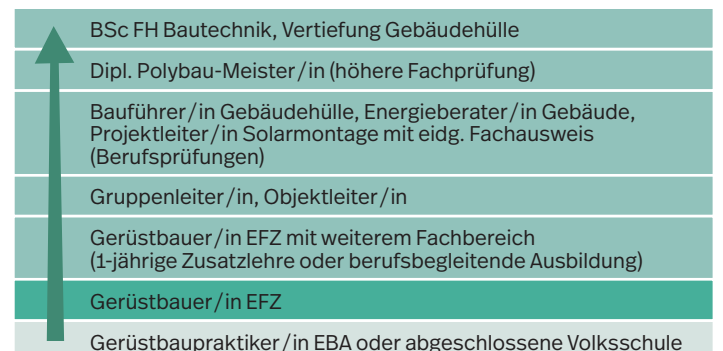 BSc FH Bautechnik, Vertiefung Gebäudehülle
Dipl. Polybau-Meister/in (höhere Fachprüfung)
Bauführer/in Gebäudehülle, Energieberater/in Gebäude,
Projektleiter/in Solarmontage mit eidg. Fachausweis
(Berufsprüfungen)
Gruppenleiter/in, Objektleiter/in
Gerüstbauer/in EFZ mit weiterem Fachbereich
(1-jährige Zusatzlehre oder berufsbegleitende Ausbildung)
Gerüstbauer/in EFZ
Gerüstbaupraktiker/in EBA oder abgeschlossene Volksschule